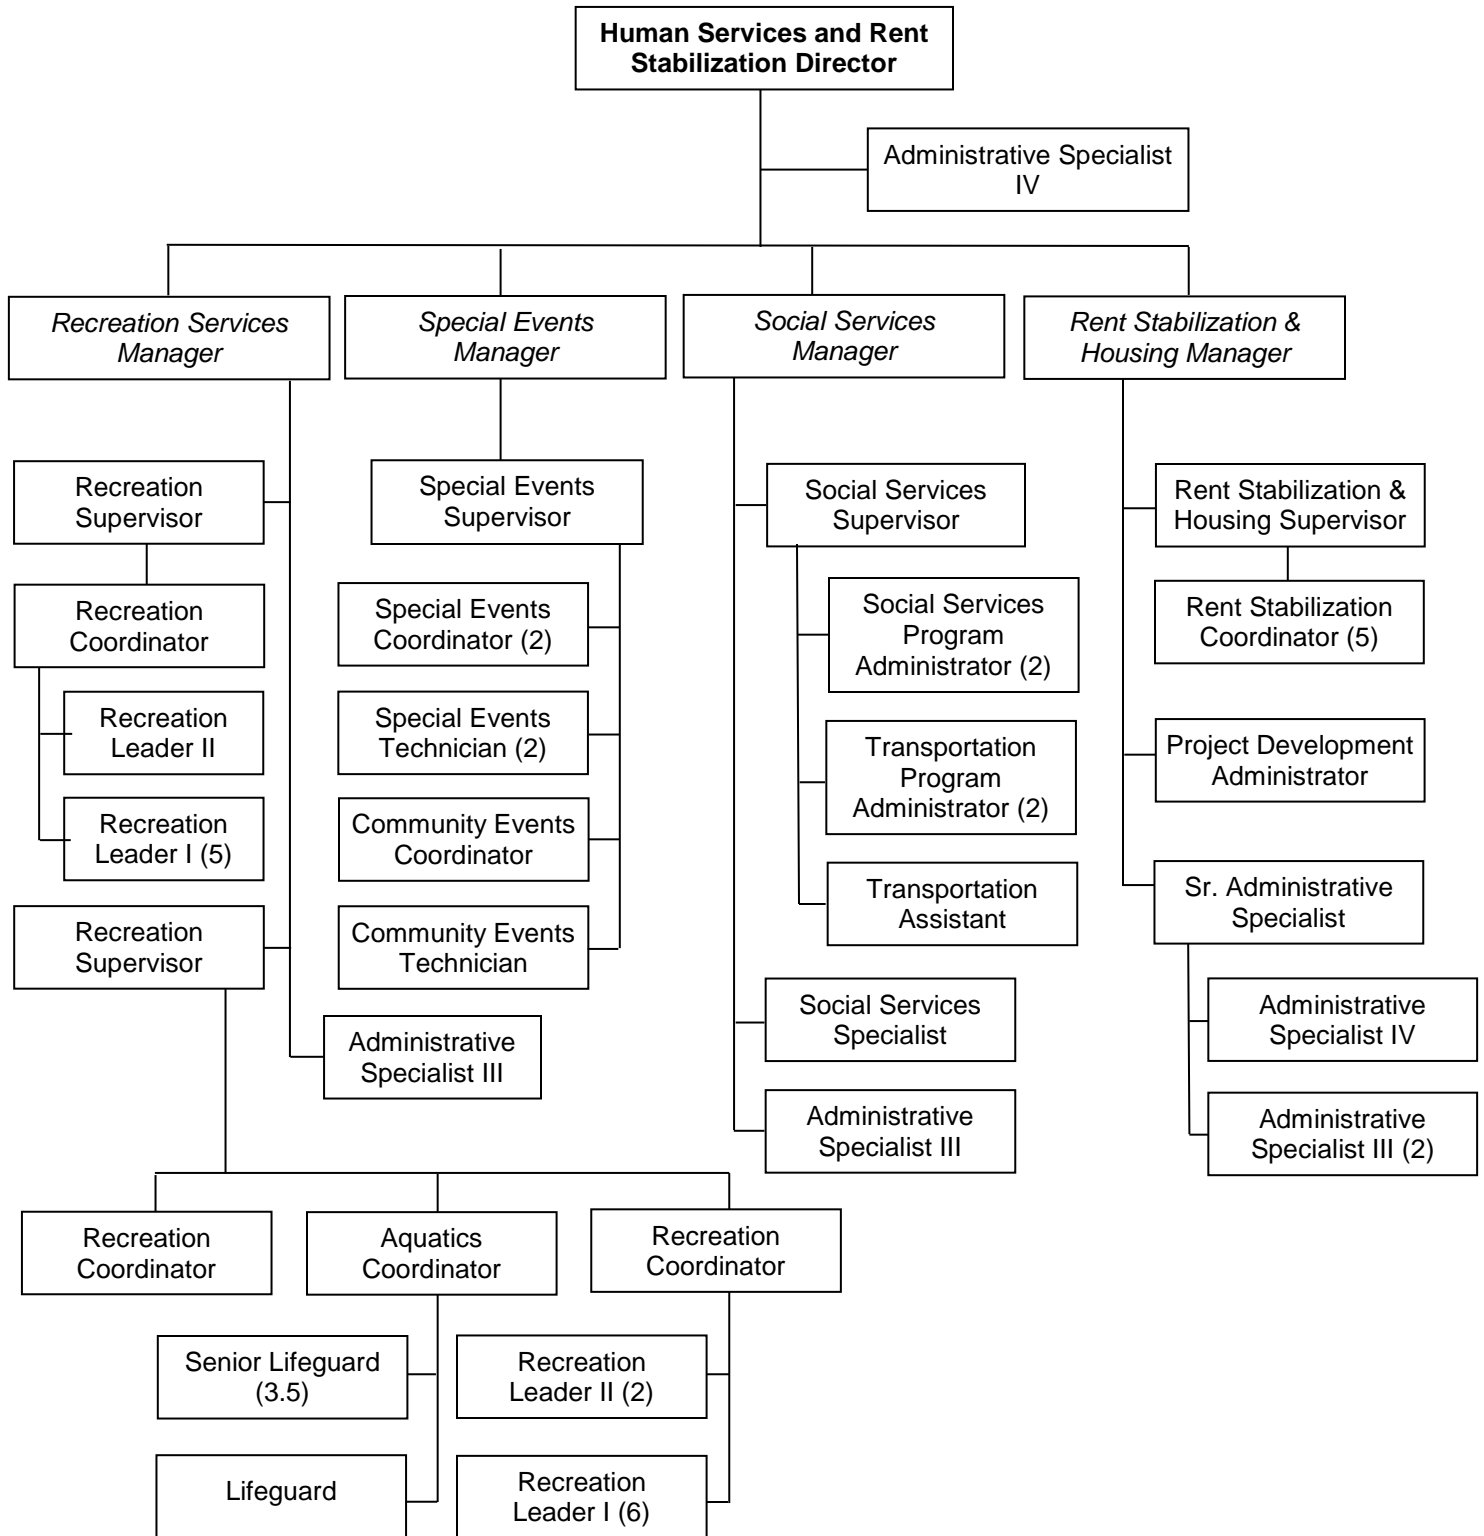 Human Services and Rent
Stabilization Director
Administrative Specialist
IV
Recreation Services
Manager
Special Events
Manager
Social Services
Manager
Rent Stabilization &
Housing Manager
Recreation
Supervisor
Recreation
Coordinator
Recreation
Leader II
Recreation
Leader I (5)
Recreation
Supervisor
Administrative
Specialist III
Recreation
Coordinator
Aquatics
Coordinator
Recreation
Coordinator
Senior Lifeguard
(3.5)
Lifeguard
Recreation
Leader II (2)
Recreation
Leader I (6)
Special Events
Supervisor
Special Events
Coordinator (2)
Special Events
Technician (2)
Community Events
Coordinator
Community Events
Technician
Social Services
Supervisor
Social Services
Program
Administrator (2)
Transportation
Program
Administrator (2)
Transportation
Assistant
Social Services
Specialist
Administrative
Specialist III
Rent Stabilization &
Housing Supervisor
Rent Stabilization
Coordinator (5)
Project Development
Administrator
Sr. Administrative
Specialist
Administrative
Specialist IV
Administrative
Specialist III (2)